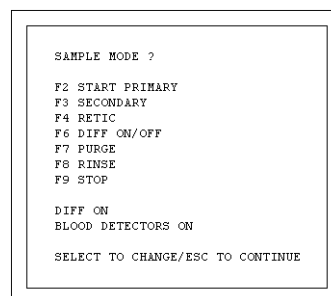 SAMPLE MODE ?
F2 START PRIMARY
F3 SECONDARY
F4 RETIC
F6 DIFF ON/OFF
F7 PURGE
F8 RINSE
F9 STOP
DIFF ON
BLOOD DETECTORS ON
SELECT TO CHANGE/ESC TO CONTINUE